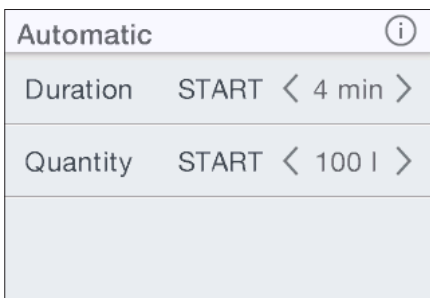 Automatic
Duration START < 4 min >
Quantity START < 100 l >